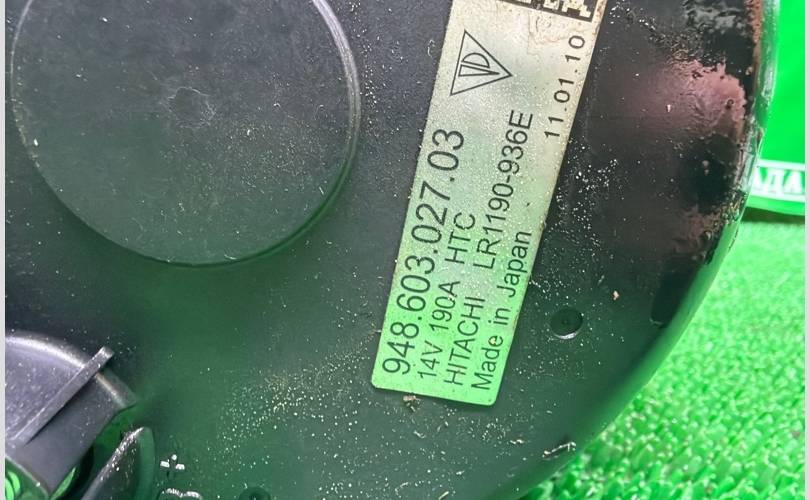 948.603.027.03
14V 190A HTC
HITACHI LR1190-936E
Made in Japan
11.01.10